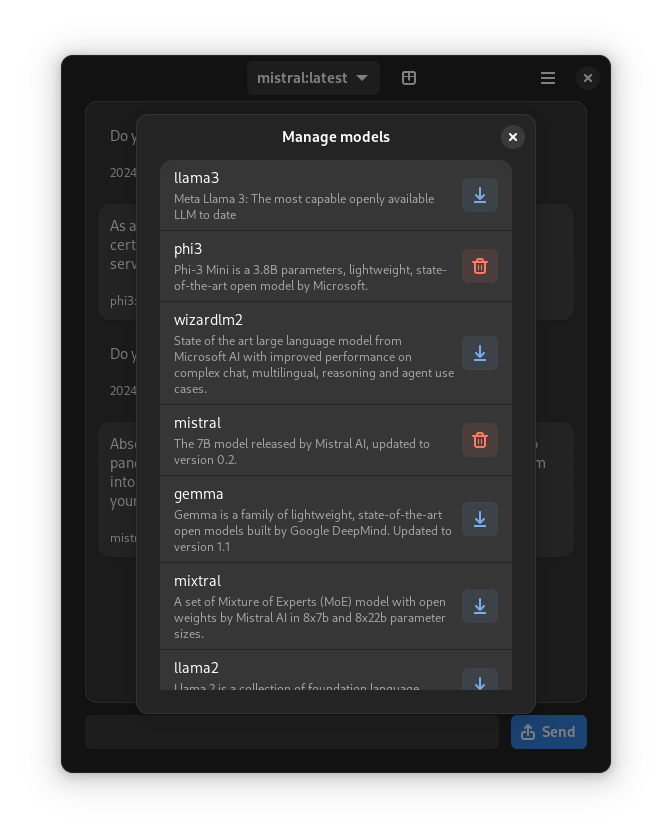 mistral:latest
Manage models
Do y
2024
As a
cert
serv
phi3:
Do y
2024
Abso
pand
into
your
mistr
m
llama3
Meta Llama 3: The most capable openly available
LLM to date
phi3
Phi-3 Mini is a 3.8B parameters, lightweight, state-
of-the-art open model by Microsoft.
wizardlm2
State of the art large language model from
Microsoft AI with improved performance on
complex chat, multilingual, reasoning and agent use
cases.
mistral
The 7B model released by Mistral AI, updated to
version 0.2.
gemma
Gemma is a family of lightweight, state-of-the-art
open models built by Google DeepMind. Updated to
version 1.1
mixtral
A set of Mixture of Experts (MoE) model with open
weights by Mistral AI in 8x7b and 8x22b parameter
sizes.
llama2
Llama 2 is a collection of foundation language
Send